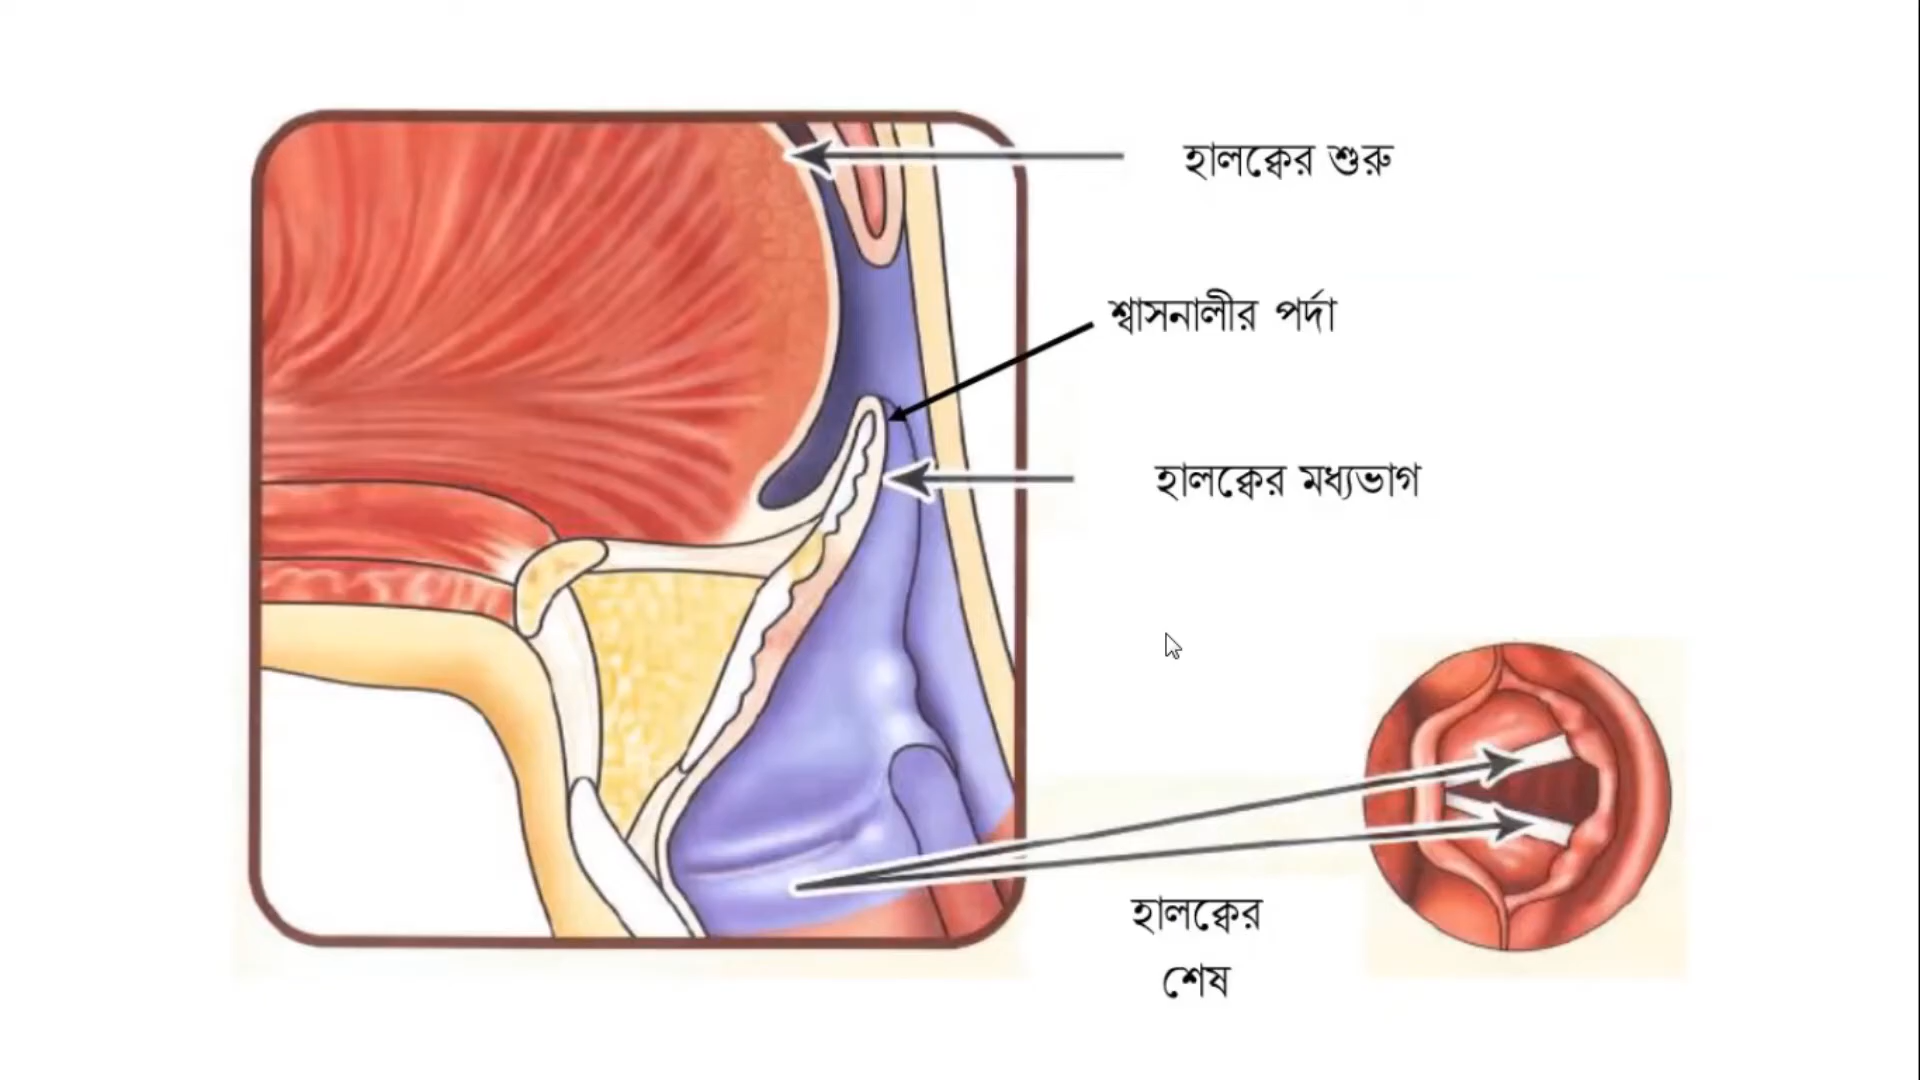 হালক্বের শুরু
শ্বাসনালীর পর্দা
হালক্বের মধ্যভাগ
হালক্বের
শেষ